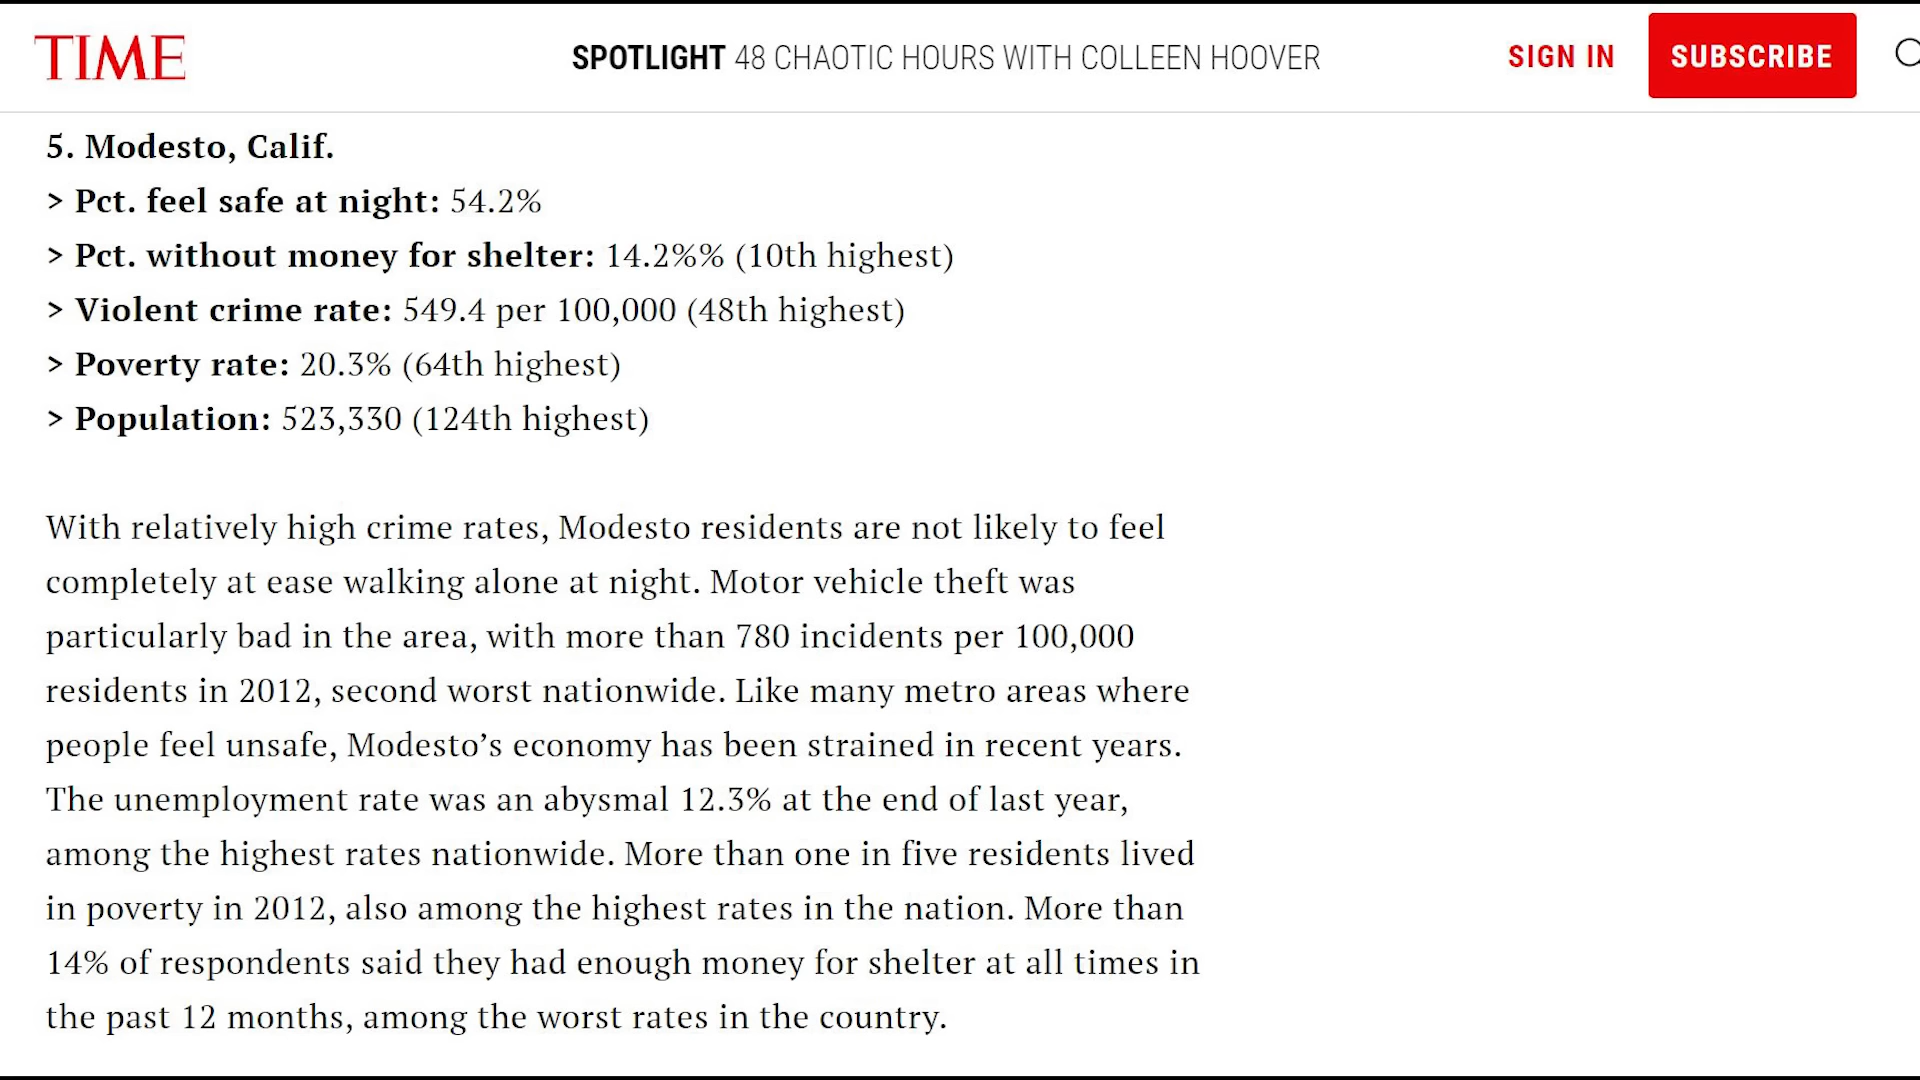 TIME
SPOTLIGHT 48 CHAOTIC HOURS WITH COLLEEN HOOVER
SIGN IN
SUBSCRIBE
5. Modesto, Calif.
> Pct. feel safe at night: 54.2%
> Pct. without money for shelter: 14.2%% (10th highest)
> Violent crime rate: 549.4 per 100,000 (48th highest)
> Poverty rate: 20.3% (64th highest)
> Population: 523,330 (124th highest)
With relatively high crime rates, Modesto residents are not likely to feel
completely at ease walking alone at night. Motor vehicle theft was
particularly bad in the area, with more than 780 incidents per 100,000
residents in 2012, second worst nationwide. Like many metro areas where
people feel unsafe, Modesto’s economy has been strained in recent years.
The unemployment rate was an abysmal 12.3% at the end of last year,
among the highest rates nationwide. More than one in five residents lived
in poverty in 2012, also among the highest rates in the nation. More than
14% of respondents said they had enough money for shelter at all times in
the past 12 months, among the worst rates in the country.